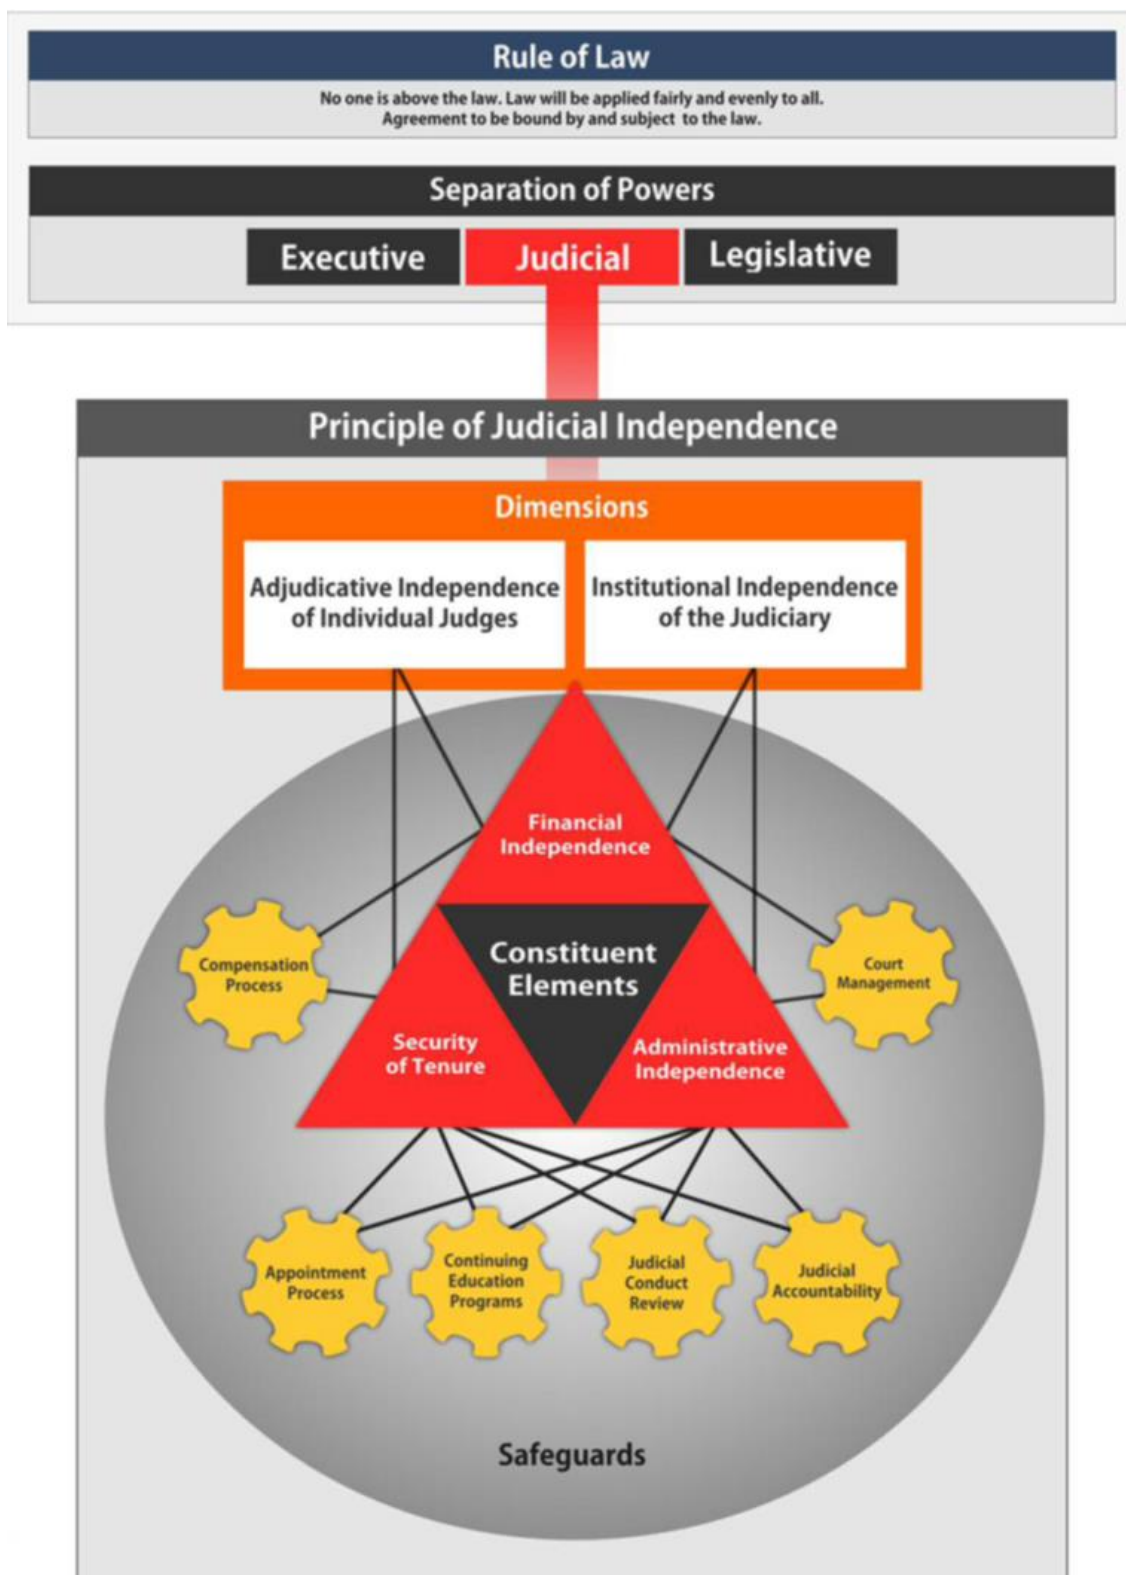 Rule of Law
No one is above the law. Law will be applied fairly and evenly to all.
Agreement to be bound by and subject to the law.
Separation of Powers
Executive
Judicial
Legislative
Principle of Judicial Independence
Dimensions
Adjudicative Independence
of Individual Judges
Institutional Independence
of the Judiciary
Financial
Independence
Constituent
Elements
Compensation
Process
Court
Management
Security
of Tenure
Administrative
Independence
Appointment
Process
Continuing
Education
Programs
Judicial
Conduct
Review
Judicial
Accountability
Safeguards